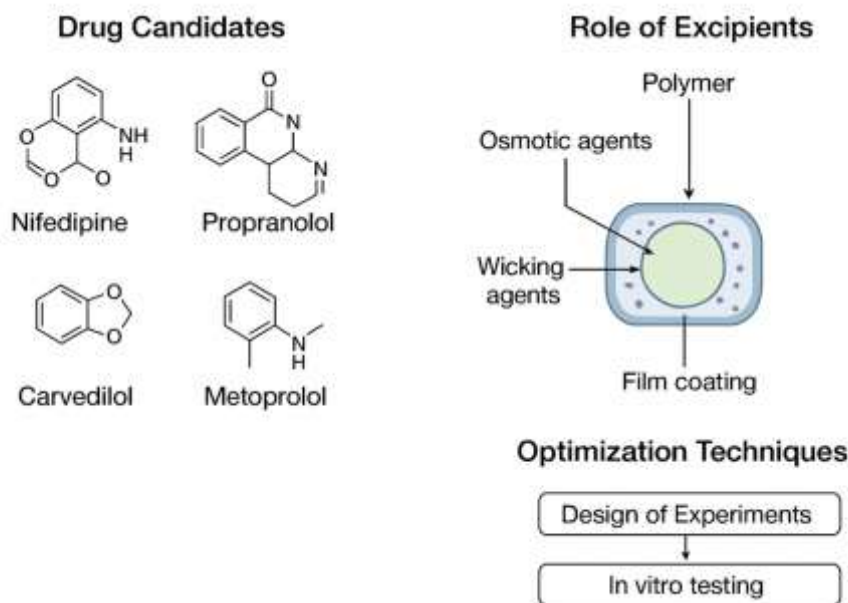 Drug Candidates
O
O
O
NH
H
Nifedipine
O
N
N
Propranolol
O
O
Carvedilol
N
H
Metoprolol
Role of Excipients
Polymer
Osmotic agents
Wicking
agents
Film coating
Optimization Techniques
Design of Experiments
In vitro testing